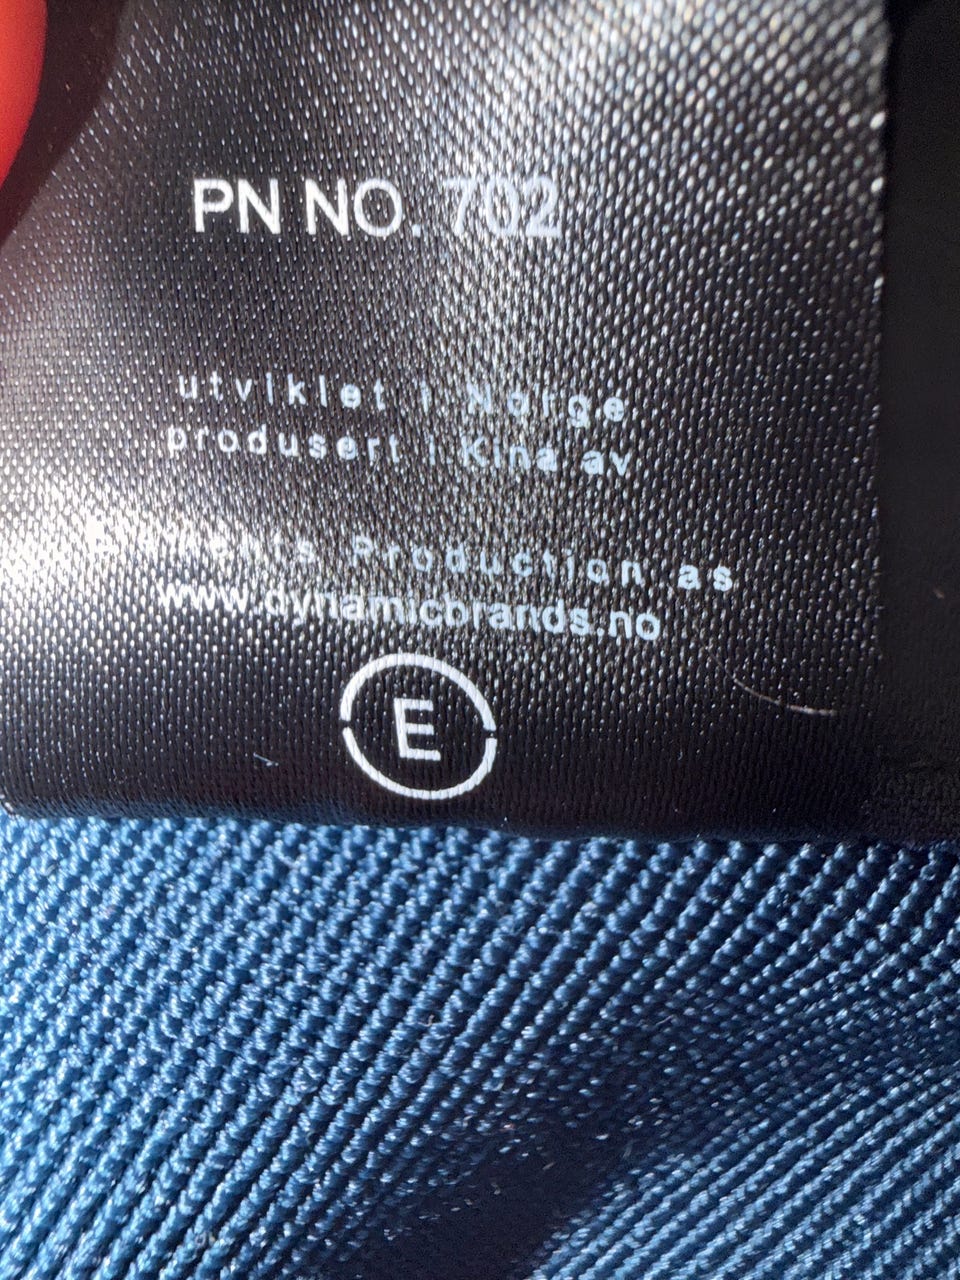 PN NO. 702
utviklet i Norge
produsert i Kina av
Production as
www.dynamicbrands.no
E